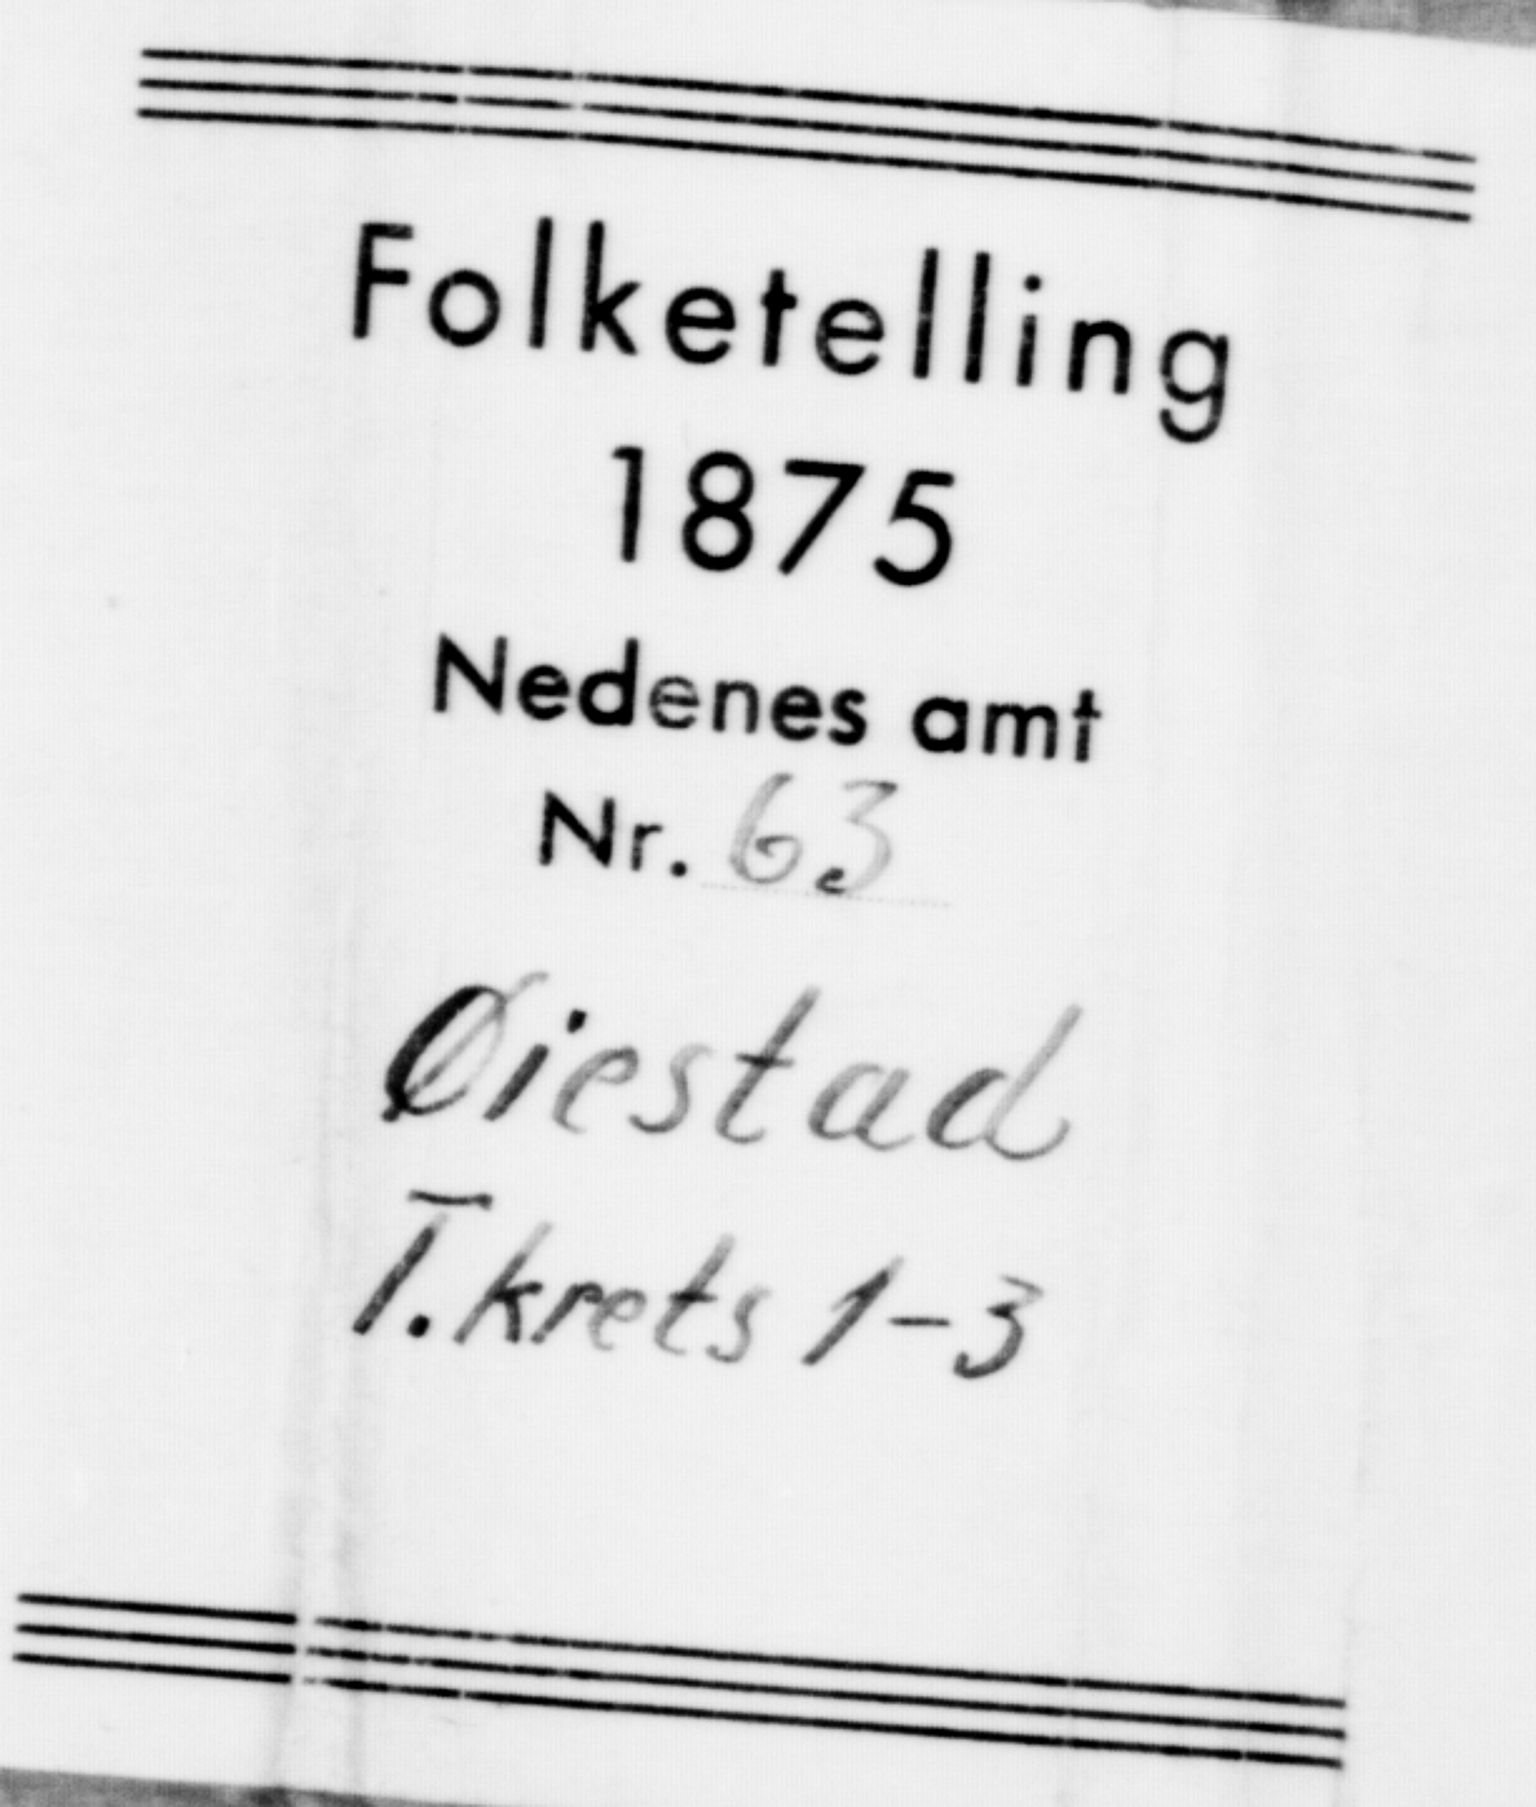 Folketelling
1875
Nedenes amt
Nr. 63
Øiestad
T. krets 1-3